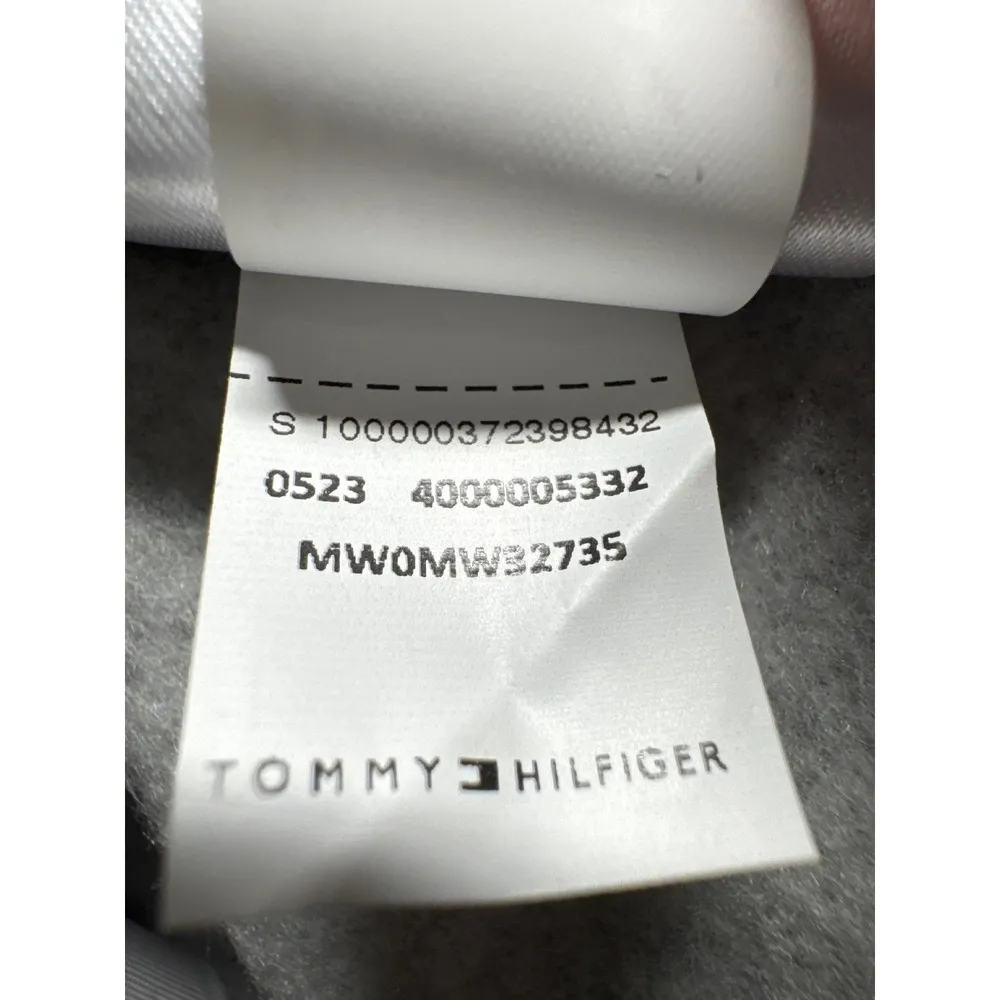 S 100000372398432
0523 4000005332
MW0MW32735
TOMMY HILFIGER